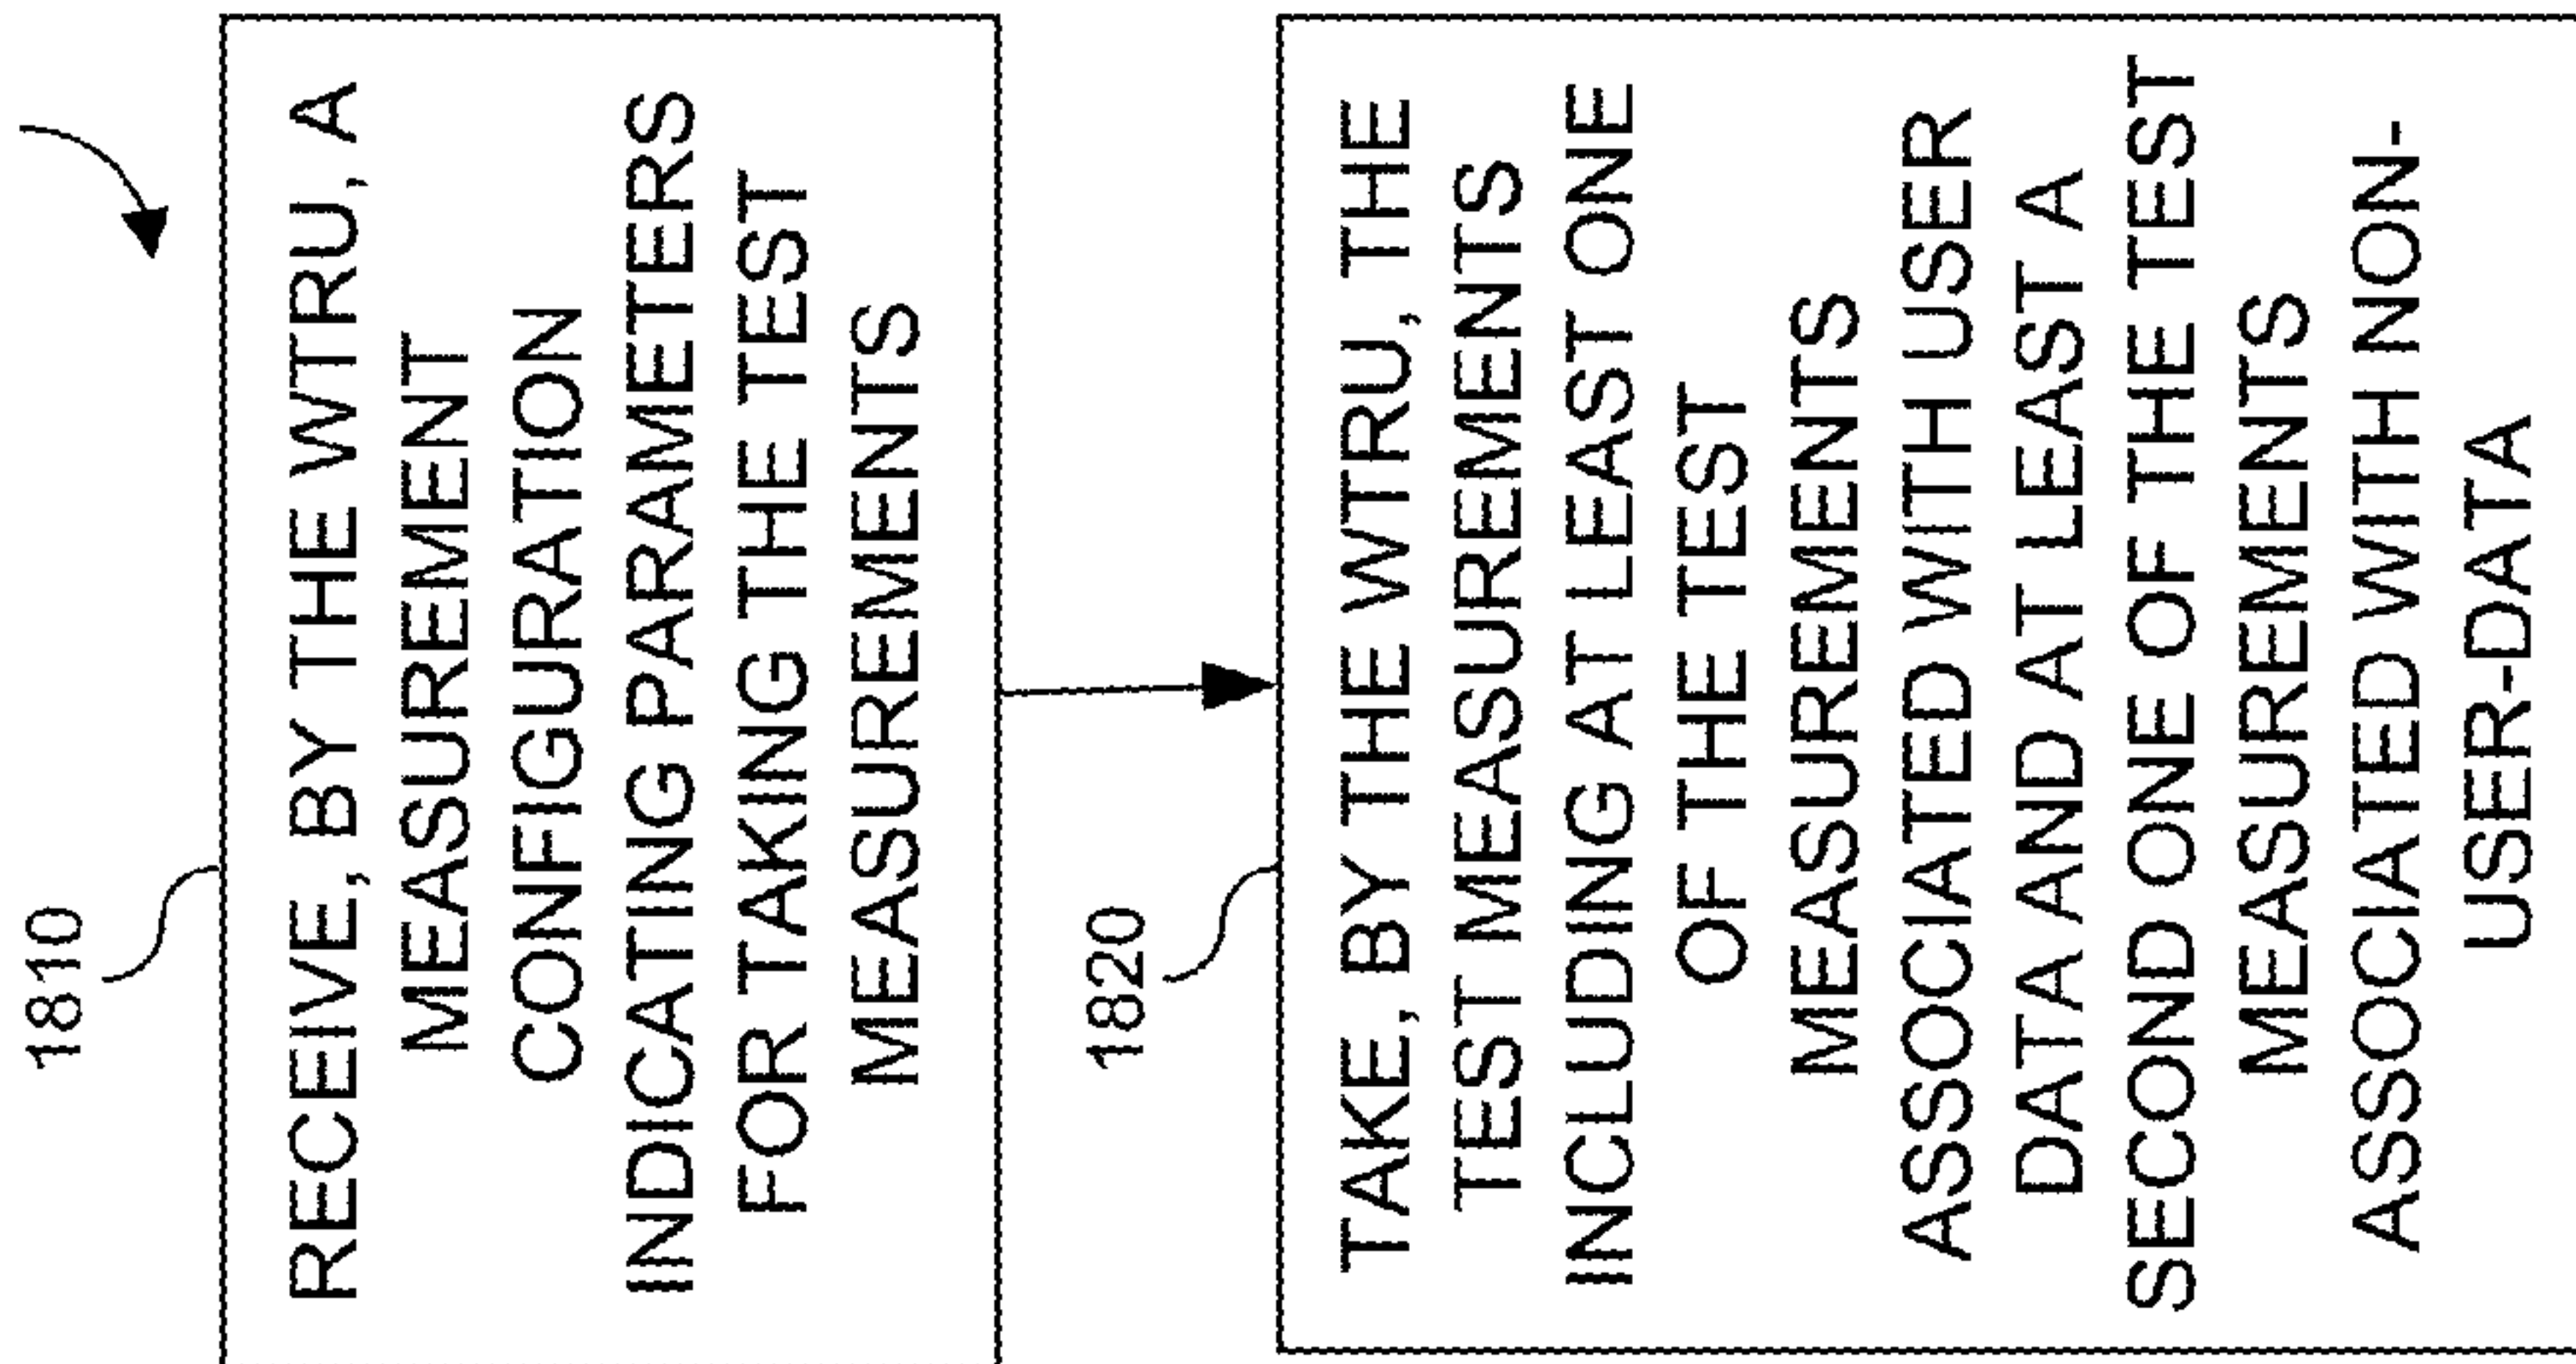 1810
RECEIVE, BY THE WTRU, A
MEASUREMENT
CONFIGURATION
INDICATING PARAMETERS
FOR TAKING THE TEST
MEASUREMENTS
1820
TAKE, BY THE WTRU, THE
TEST MEASUREMENTS
INCLUDING AT LEAST ONE
OF THE TEST
MEASUREMENTS
ASSOCIATED WITH USER
DATA AND AT LEAST A
SECOND ONE OF THE TEST
MEASUREMENTS
ASSOCIATED WITH NON-
USER-DATA